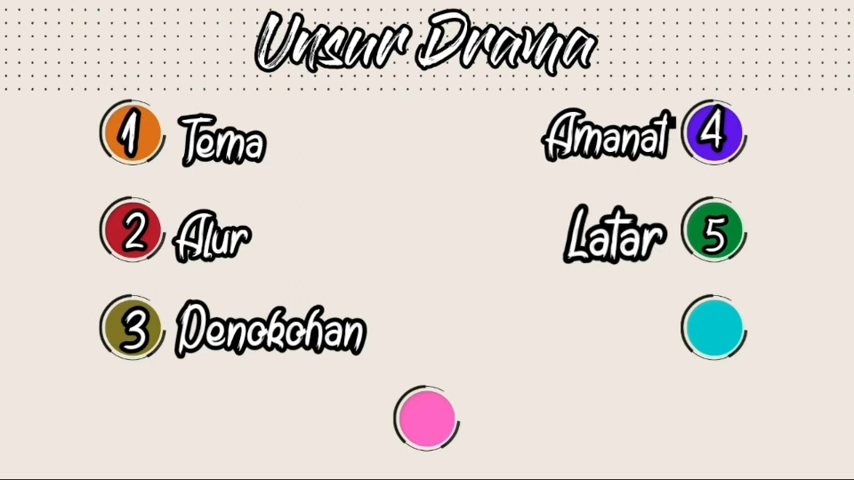 Unsur Drama
1 Tema
2 Alur
3 Penokohan
Amanat 4
Latar 5